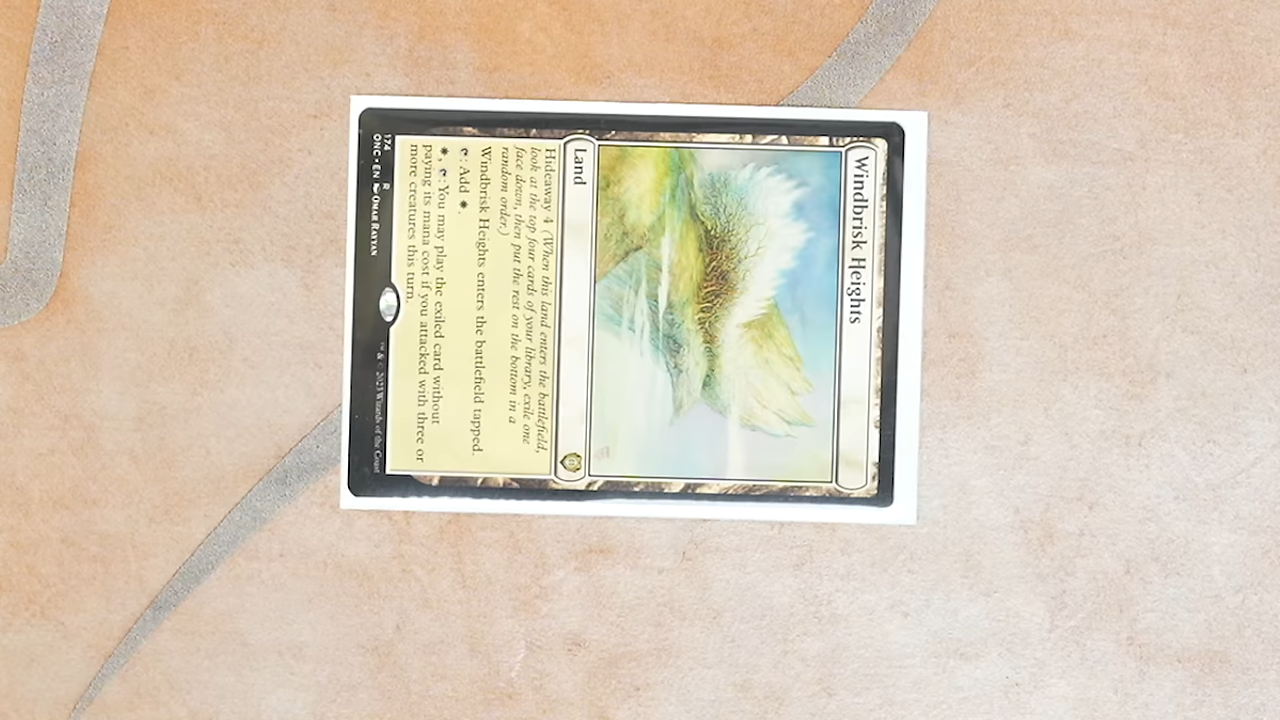 Windbrisk Heights
Land
Hideaway 4 (When this land enters the battlefield,
look at the top four cards of your library, exile one
face down, then put the rest on the bottom in a
random order.)
Windbrisk Heights enters the battlefield tapped.
: Add .
, : You may play the exiled card without
paying its mana cost if you attacked with three or
more creatures this turn.
174 R
ONC • EN Omar Rayyan
™ & © 2023 Wizards of the Coast